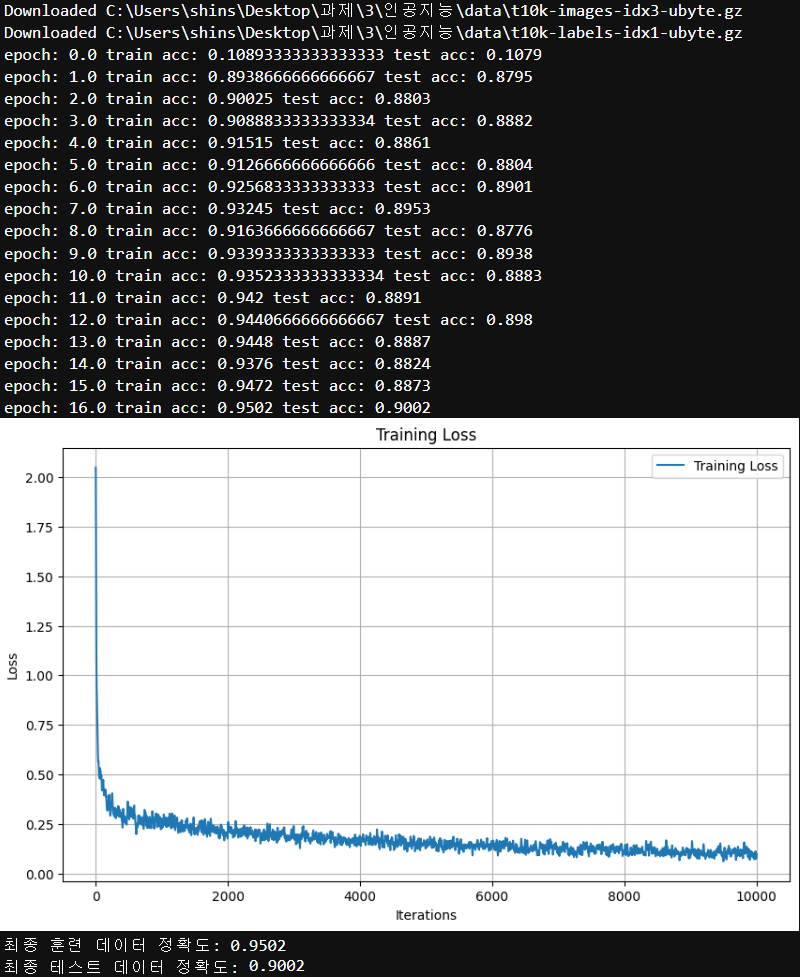 Downloaded C:\Users\shins\Desktop\과제\3\인공지능\data\t10k-images-idx3-ubyte.gz
Downloaded C:\Users\shins\Desktop\과제\3\인공지능\data\t10k-labels-idx1-ubyte.gz
epoch: 0.0 train acc: 0.10893333333333333 test acc: 0.1079
epoch: 1.0 train acc: 0.8938666666666667 test acc: 0.8795
epoch: 2.0 train acc: 0.90025 test acc: 0.8803
epoch: 3.0 train acc: 0.9088833333333334 test acc: 0.8882
epoch: 4.0 train acc: 0.91515 test acc: 0.8861
epoch: 5.0 train acc: 0.9126666666666666 test acc: 0.8804
epoch: 6.0 train acc: 0.9256833333333333 test acc: 0.8901
epoch: 7.0 train acc: 0.93245 test acc: 0.8953
epoch: 8.0 train acc: 0.9163666666666667 test acc: 0.8776
epoch: 9.0 train acc: 0.9339333333333333 test acc: 0.8938
epoch: 10.0 train acc: 0.9352333333333334 test acc: 0.8883
epoch: 11.0 train acc: 0.942 test acc: 0.8891
epoch: 12.0 train acc: 0.9440666666666667 test acc: 0.898
epoch: 13.0 train acc: 0.9448 test acc: 0.8887
epoch: 14.0 train acc: 0.9376 test acc: 0.8824
epoch: 15.0 train acc: 0.9472 test acc: 0.8873
epoch: 16.0 train acc: 0.9502 test acc: 0.9002
Training Loss
Training Loss
2.00
1.75
1.50
1.25
1.00
0.75
0.50
0.25
0.00
Loss
0 2000 4000 6000 8000 10000
Iterations
최종 훈련 데이터 정확도: 0.9502
최종 테스트 데이터 정확도: 0.9002